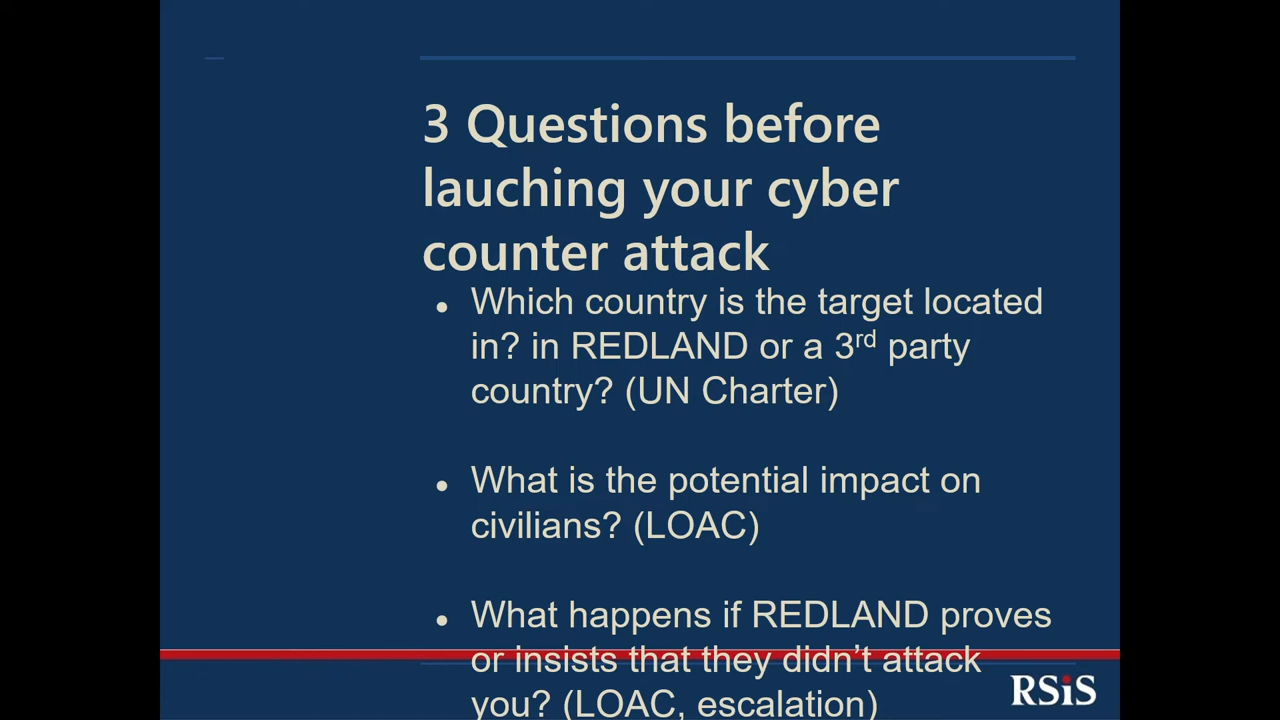 3 Questions before
lauching your cyber
counter attack
• Which country is the target located
in? in REDLAND or a 3rd party
country? (UN Charter)
• What is the potential impact on
civilians? (LOAC)
• What happens if REDLAND proves
or insists that they didn’t attack
you? (LOAC, escalation)
RSiS